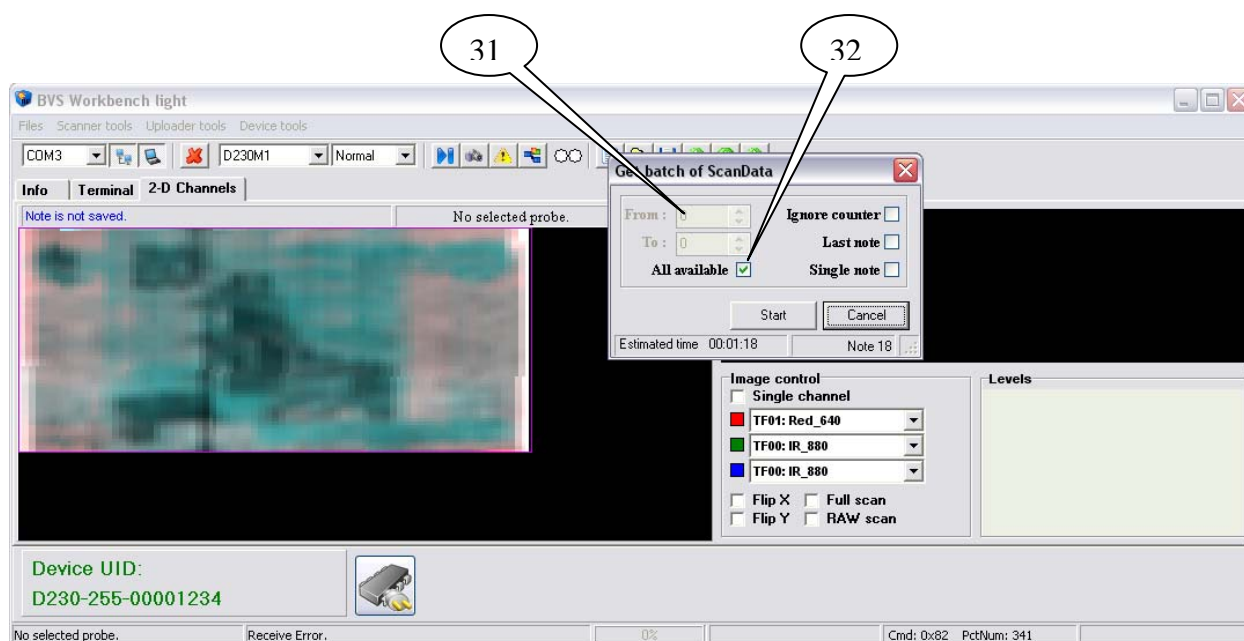 31 32
BVS Workbench light
Files Scanner tools Uploader tools Device tools
COM3 D230M1 Normal
Get batch of ScanData
Info Terminal 2-D Channels
Note is not saved. No selected probe.
From : 0 Ignore counter
To : 0 Last note
All available Single note
Start Cancel
Estimated time 00:01:18 Note 18
Image control Levels
Single channel
TF01: Red_640
TF00: IR_880
TF00: IR_880
Flip X Full scan
Flip Y RAW scan
Device UID:
D230-255-00001234
No selected probe. Receive Error. 0% Cmd: 0x82 PctNum: 341